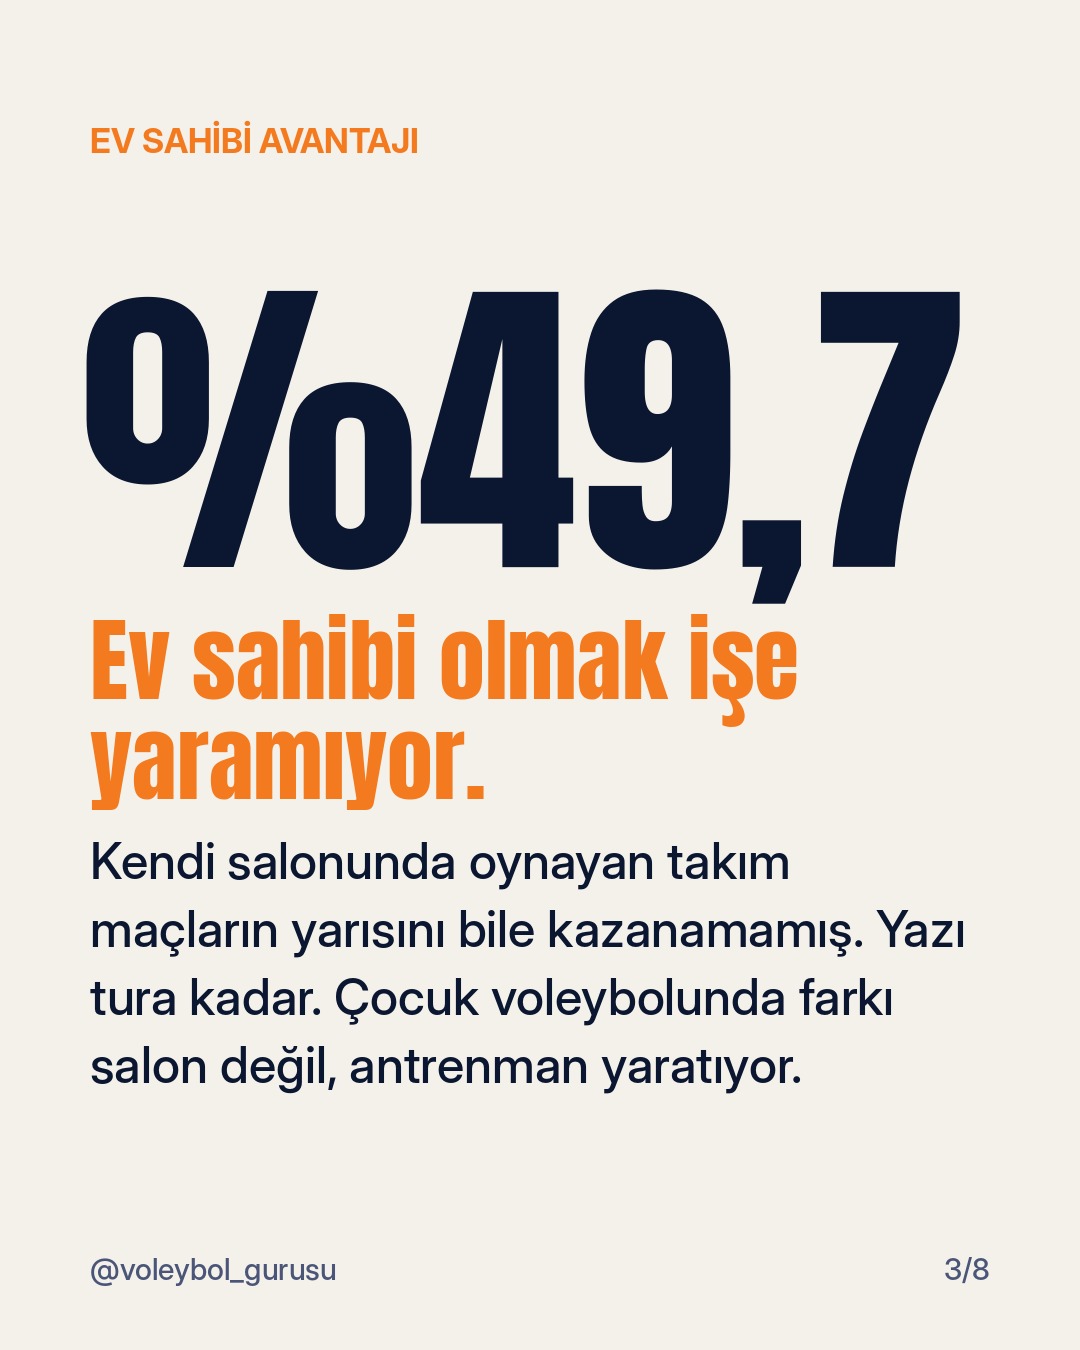 EV SAHİBİ AVANTAJI
%49,7
Ev sahibi olmak işe
yaramıyor.
Kendi salonunda oynayan takım
maçların yarısını bile kazanamamış. Yazı
tura kadar. Çocuk voleybolunda farkı
salon değil, antrenman yaratıyor.
@voleybol_gurusu
3/8